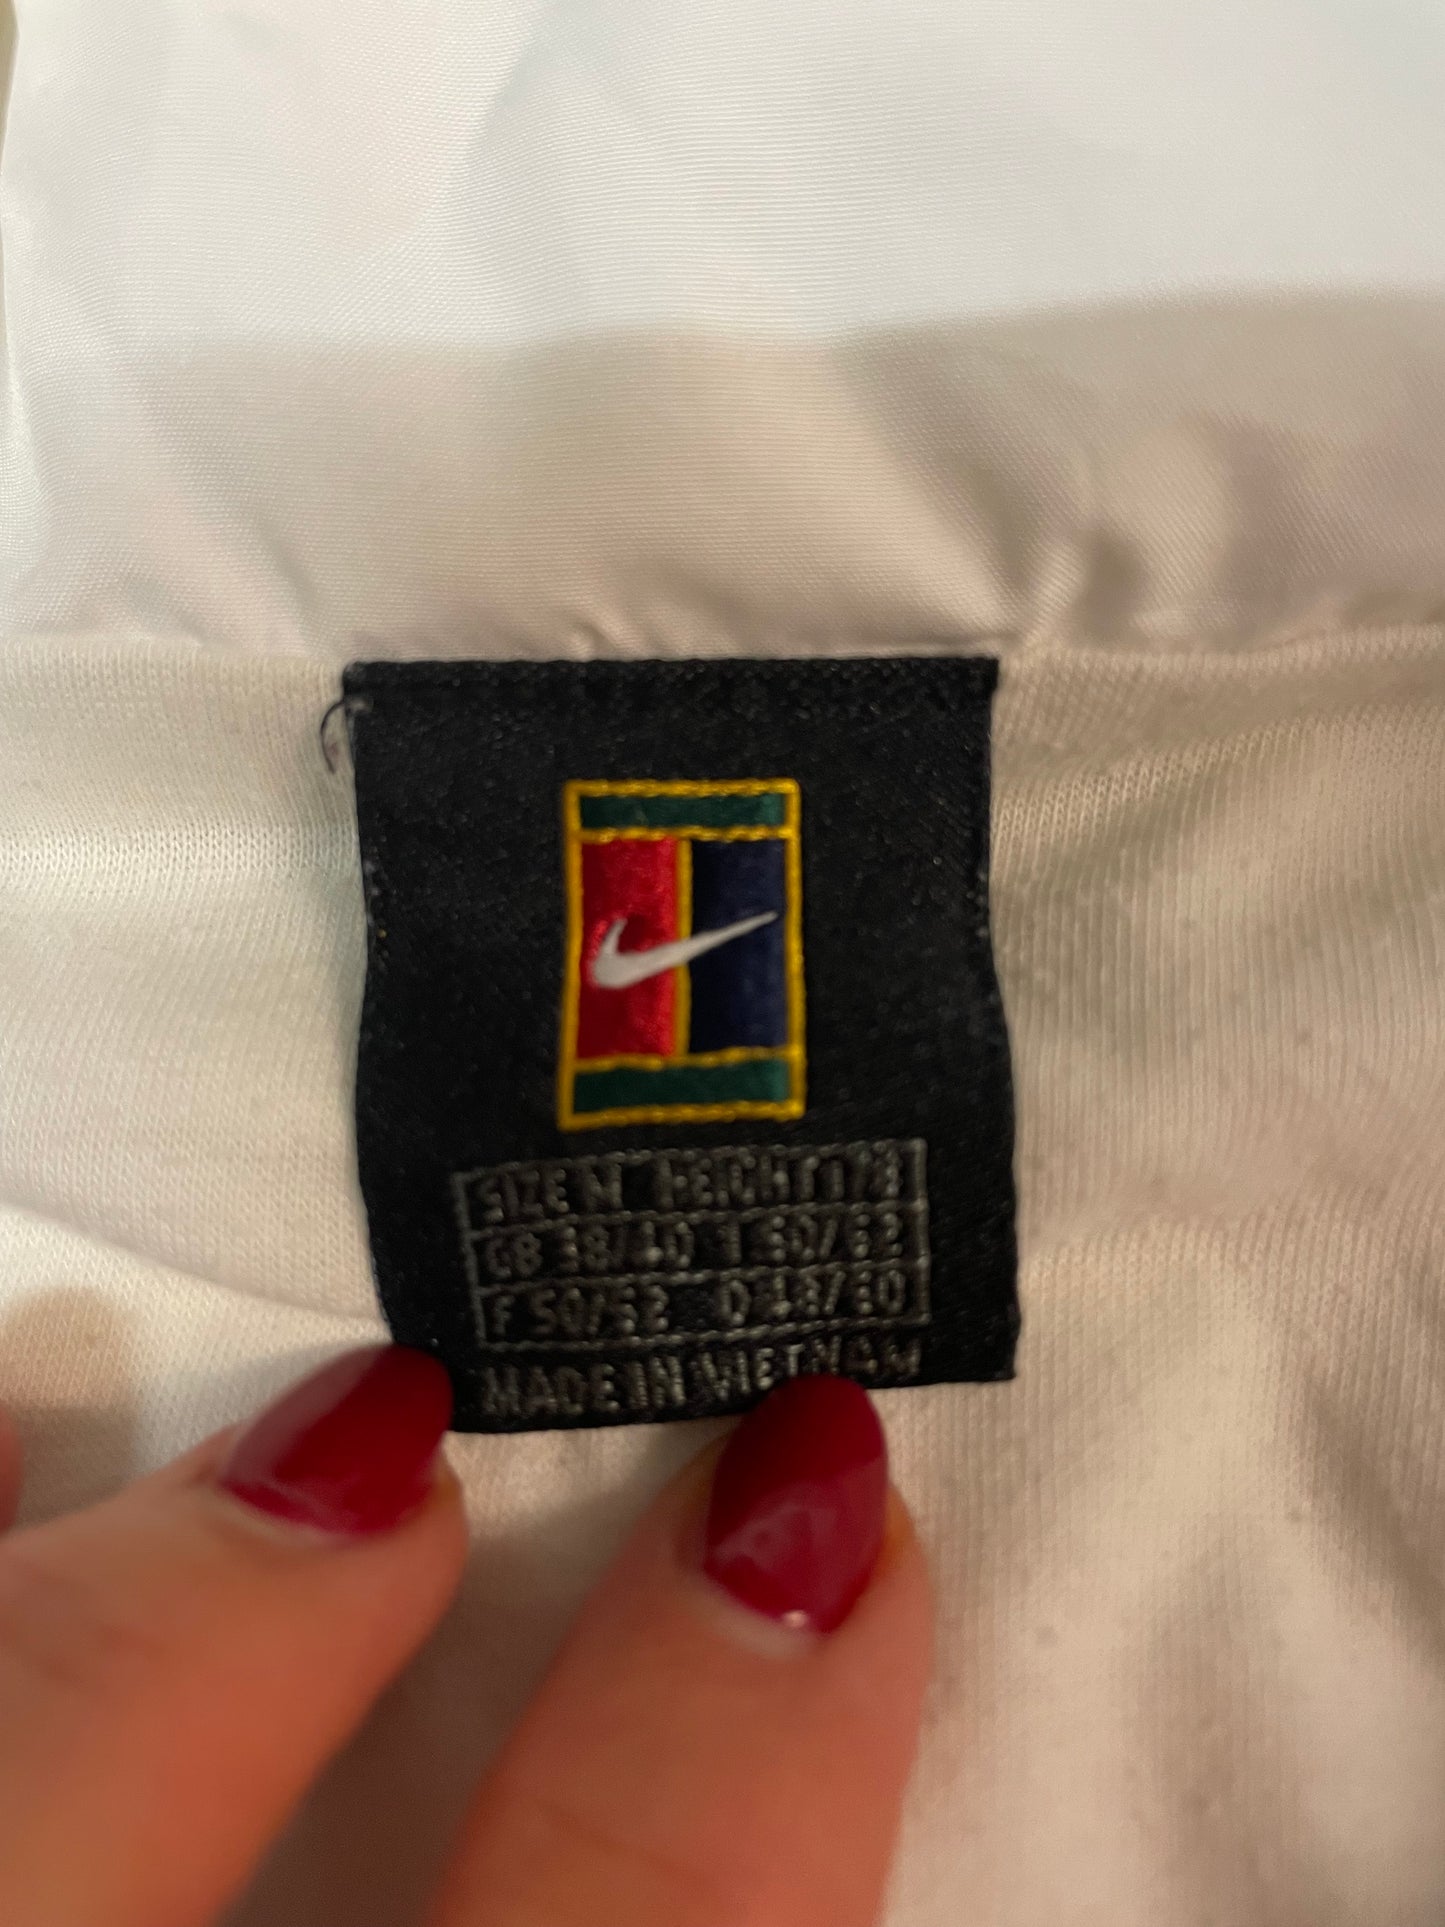 SIZE M HEIGHT 178
GB 38/40 I 50/52
F 50/52 D 48/50
MADE IN VIETNAM